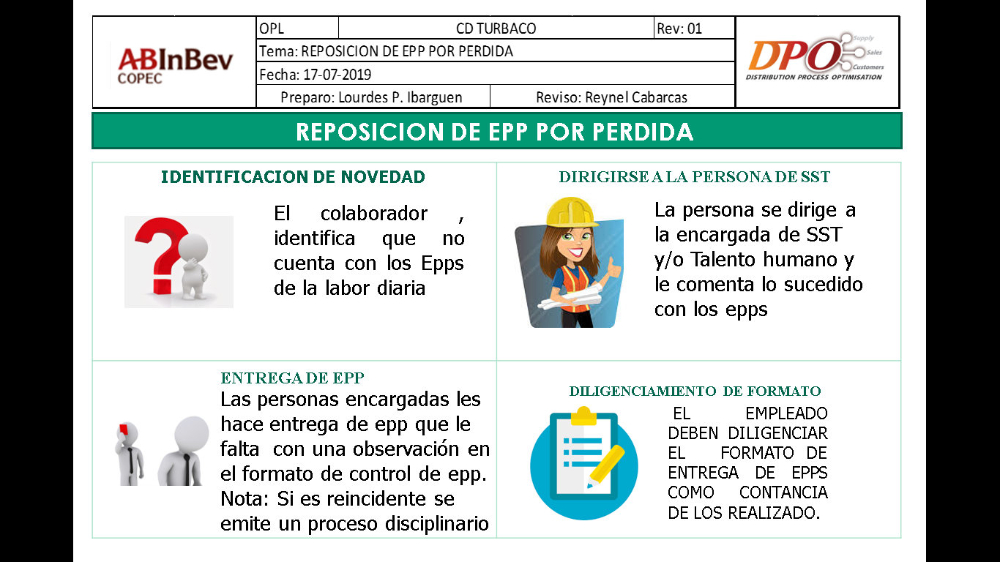 ABInBev
COPEC
OPL
CD TURBACO
Rev: 01
Tema: REPOSICION DE EPP POR PERDIDA
Fecha: 17-07-2019
Preparo: Lourdes P. Ibarguen
Reviso: Reynel Cabarcas
DPO
Supply
Sales
Customers
DISTRIBUTION PROCESS OPTIMISATION
REPOSICION DE EPP POR PERDIDA
IDENTIFICACION DE NOVEDAD
El colaborador ,
identifica que no
cuenta con los Epps
de la labor diaria
DIRIGIRSE A LA PERSONA DE SST
La persona se dirige a
la encargada de SST
y/o Talento humano y
le comenta lo sucedido
con los epps
ENTREGA DE EPP
Las personas encargadas les
hace entrega de epp que le
falta con una observación en
el formato de control de epp.
Nota: Si es reincidente se
emite un proceso disciplinario
DILIGENCIAMIENTO DE FORMATO
EL EMPLEADO
DEBEN DILIGENCIAR
EL FORMATO DE
ENTREGA DE EPPS
COMO CONTANCIA
DE LOS REALIZADO.